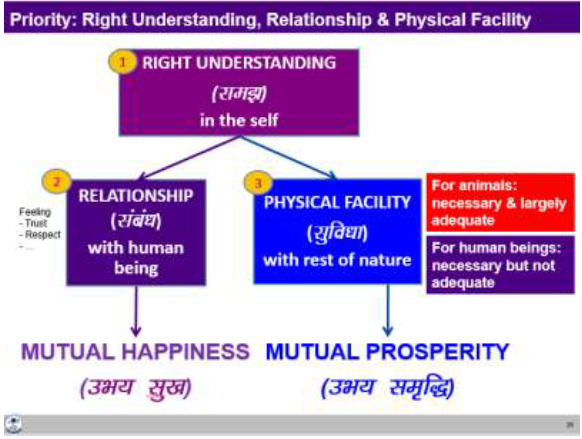 Priority: Right Understanding, Relationship & Physical Facility
1
RIGHT UNDERSTANDING
(समझ)
in the self
2
RELATIONSHIP
(संबंध)
with human
being
Feeling
- Trust
- Respect
- ...
3
PHYSICAL FACILITY
(सुविधा)
with rest of nature
For animals:
necessary & largely
adequate
For human beings:
necessary but not
adequate
MUTUAL HAPPINESS
(उभय सुख)
MUTUAL PROSPERITY
(उभय समृद्धि)